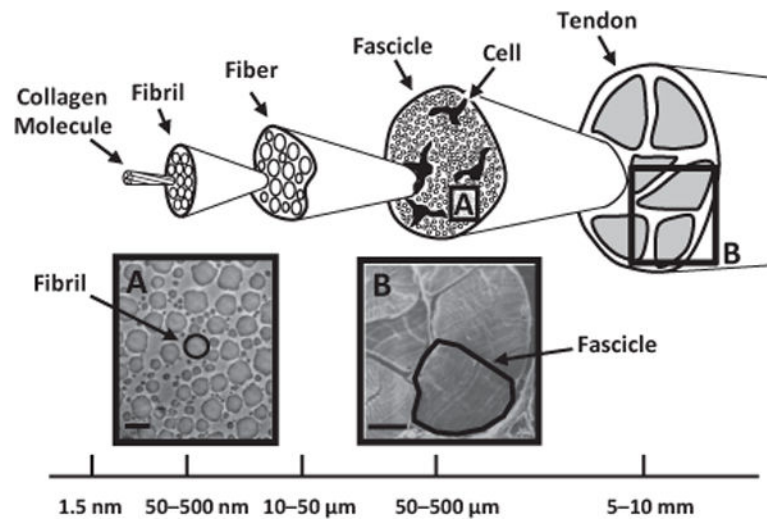 Tendon
Fascicle
Cell
Fiber
Fibril
Collagen
Molecule
A
B
A
B
Fibril
Fascicle
1.5 nm 50–500 nm 10–50 μm 50–500 μm 5–10 mm